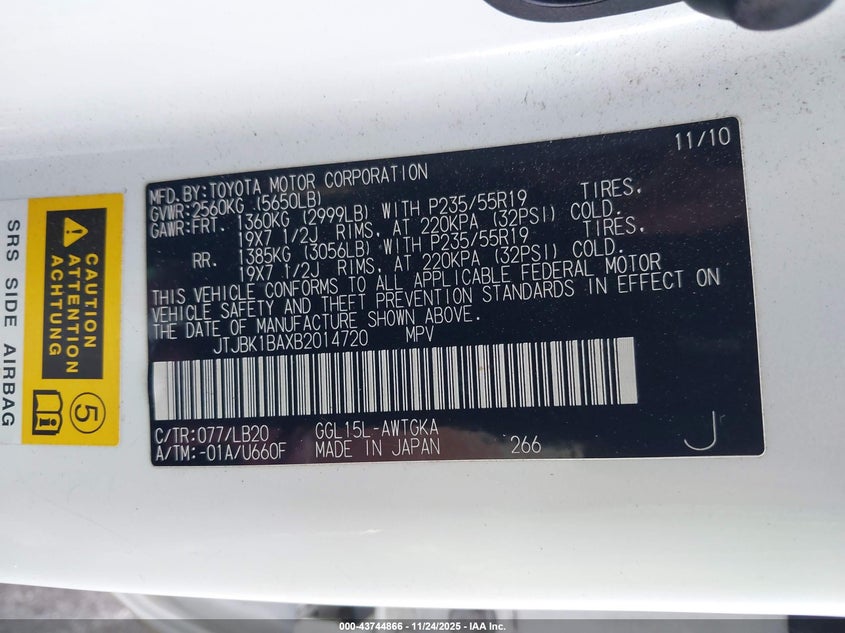 11/10
MFD.BY:TOYOTA MOTOR CORPORATION
GVWR:2560KG (5650LB)
GAWR:FRT. 1360KG (2999LB) WITH P235/55R19 TIRES.
19X7 1/2J RIMS, AT 220KPA (32PSI) COLD.
RR. 1385KG (3056LB) WITH P235/55R19 TIRES.
19X7 1/2J RIMS, AT 220KPA (32PSI) COLD.
THIS VEHICLE CONFORMS TO ALL APPLICABLE FEDERAL MOTOR
VEHICLE SAFETY AND THEFT PREVENTION STANDARDS IN EFFECT ON
THE DATE OF MANUFACTURE SHOWN ABOVE.
JTJBK1BAXB2014720 MPV
C/TR:077/LB20 GGL15L-AWTGKA
A/TM:-01A/U660F MADE IN JAPAN 266 J
CAUTION
ATTENTION
ACHTUNG
5
SRS SIDE AIRBAG
000-43744866 - 11/24/2025 - IAA Inc.